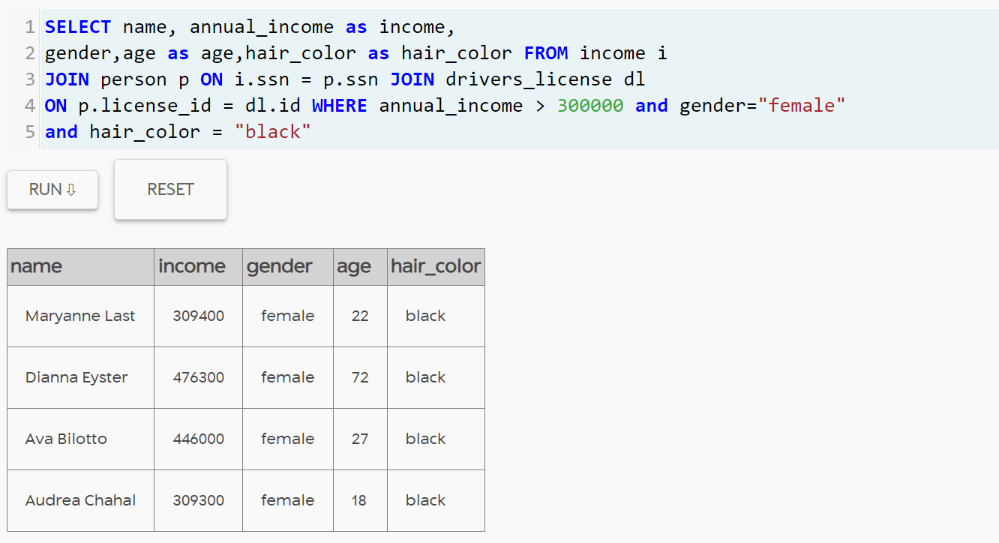 1 SELECT name, annual_income as income,
2 gender,age as age,hair_color as hair_color FROM income i
3 JOIN person p ON i.ssn = p.ssn JOIN drivers_license dl
4 ON p.license_id = dl.id WHERE annual_income > 300000 and gender="female"
5 and hair_color = "black"
RUN ⇩ RESET
name income gender age hair_color
Maryanne Last 309400 female 22 black
Dianna Eyster 476300 female 72 black
Ava Bilotto 446000 female 27 black
Audrea Chahal 309300 female 18 black